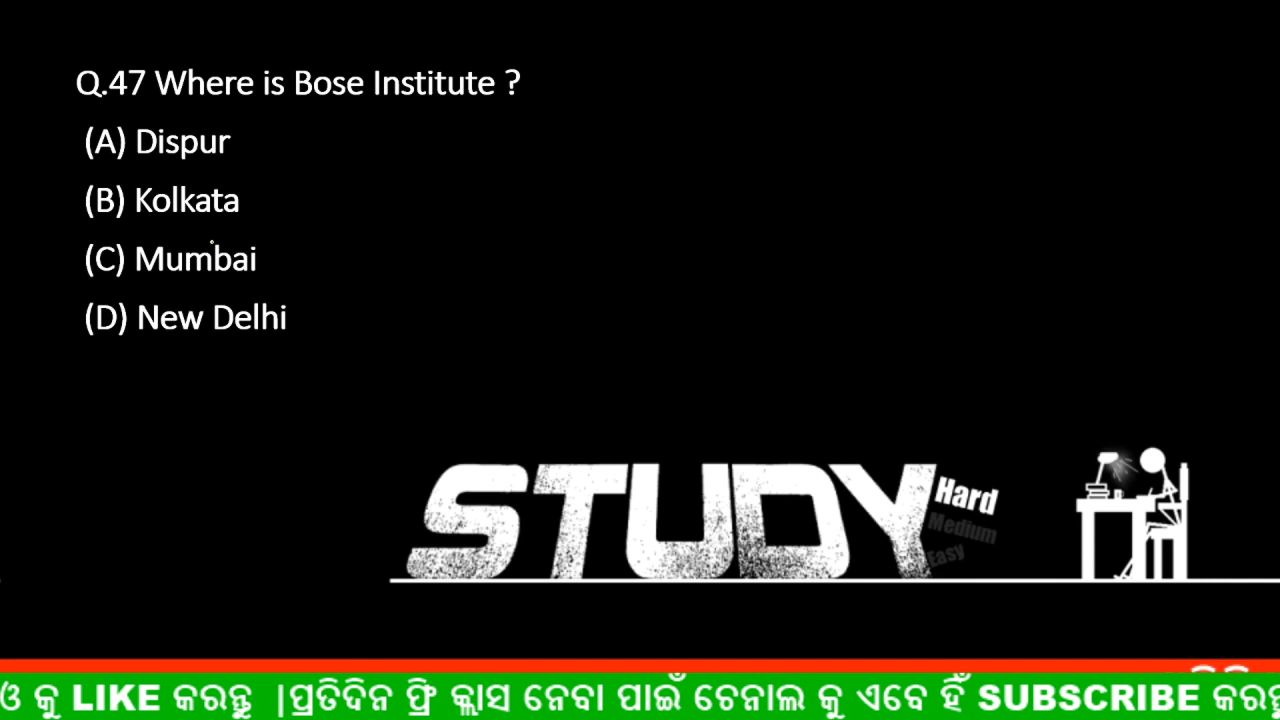 Q.47 Where is Bose Institute ?
(A) Dispur
(B) Kolkata
(C) Mumbai
(D) New Delhi
STUDY
Hard
Medium
Easy
ଓ କୁ LIKE କରନ୍ତୁ |ପ୍ରତିଦିନ ଫ୍ରି କ୍ଲାସ ନେବା ପାଇଁ ଚେନାଲ କୁ ଏବେ ହିଁ SUBSCRIBE